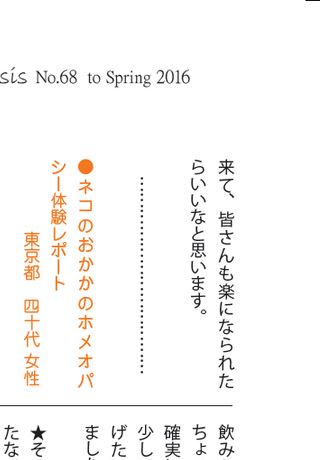 sis No.68 to Spring 2016
来て、皆さんも楽になられた
らいいなと思います。
●ネコのおかかのホメオパ
シー体験レポート
東京都 四十代 女性
飲み
ちょ
確実
少し
げた
まし
★そ
たな